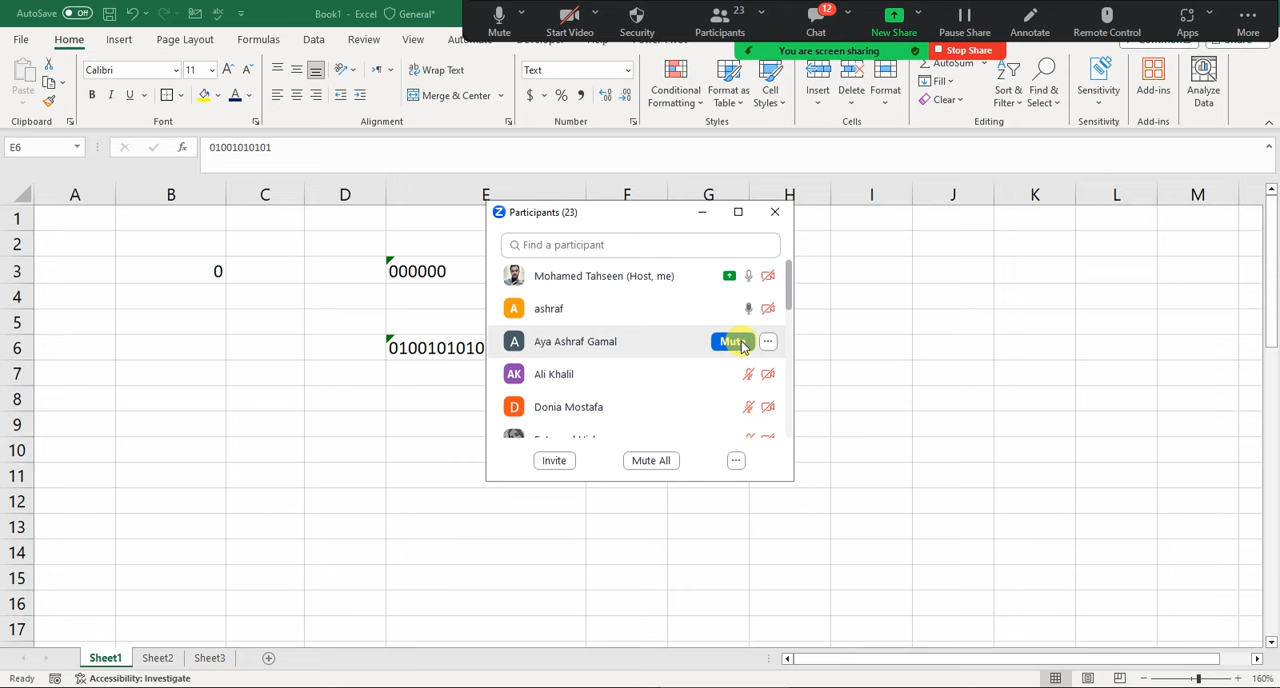 AutoSave Off Book1 - Excel General*
Mute Start Video Security Participants 23 Chat 12 New Share Pause Share Annotate Remote Control Apps More
You are screen sharing Stop Share
File Home Insert Page Layout Formulas Data Review View
Paste Calibri 11 Wrap Text Text Conditional Formatting Format as Table Cell Styles Insert Delete Format AutoSum Fill Clear Sort & Filter Find & Select Sensitivity Add-ins Analyze Data
B I U Merge & Center $ %
Clipboard Font Alignment Number Styles Cells Editing Sensitivity Add-ins
E6 fx 01001010101
A B C D E F G H I J K L M
1
2
3 0 000000
4
5
6 0100101010
7
8
9
10
11
12
13
14
15
16
17
Participants (23)
Find a participant
Mohamed Tahseen (Host, me)
A ashraf
A Aya Ashraf Gamal Mute
AK Ali Khalil
D Donia Mostafa
Invite Mute All
Sheet1 Sheet2 Sheet3
Ready Accessibility: Investigate 160%